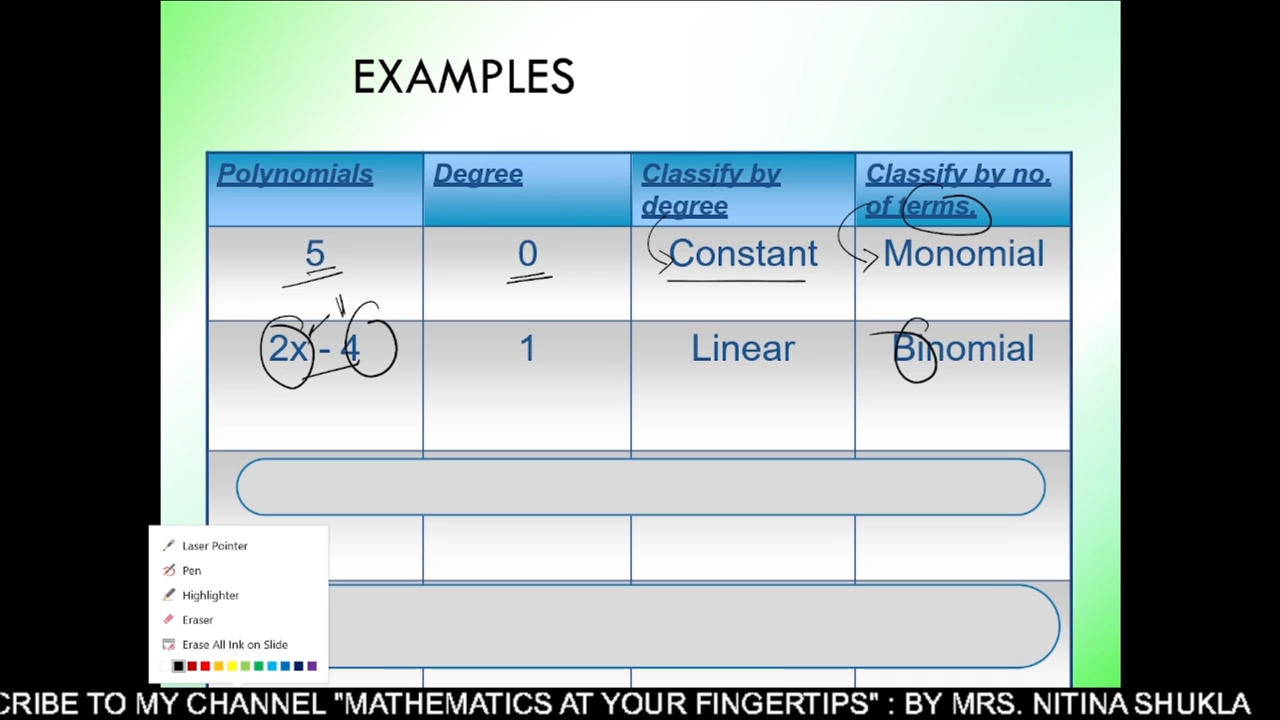 EXAMPLES
Polynomials Degree Classify by degree Classify by no. of terms.
5 0 Constant Monomial
2x - 4 1 Linear Binomial
Laser Pointer
Pen
Highlighter
Eraser
Erase All Ink on Slide
CRIBE TO MY CHANNEL "MATHEMATICS AT YOUR FINGERTIPS" : BY MRS. NITINA SHUKLA